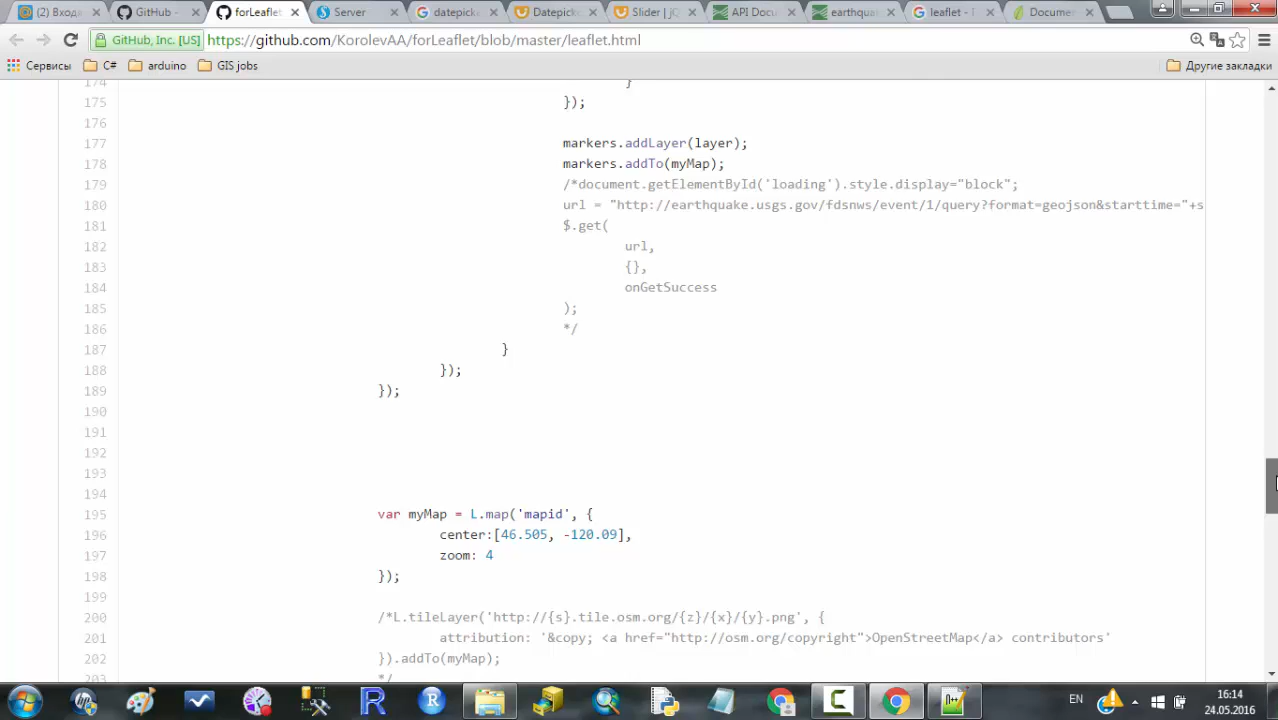 (2) Входя
GitHub -
forLeaflet
Server
datepicke
Datepick
Slider | jQ
API Docu
earthquak
leaflet -
Docume
GitHub, Inc. [US]
https://github.com/KorolevAA/forLeaflet/blob/master/leaflet.html
Сервисы
C#
arduino
GIS jobs
Другие закладки
174 }
175 });
176
177 markers.addLayer(layer);
178 markers.addTo(myMap);
179 /*document.getElementById('loading').style.display="block";
180 url = "http://earthquake.usgs.gov/fdsnws/event/1/query?format=geojson&starttime="+s
181 $.get(
182 url,
183 {},
184 onGetSuccess
185 );
186 */
187 }
188 });
189 });
190
191
192
193
194
195 var myMap = L.map('mapid', {
196 center:[46.505, -120.09],
197 zoom: 4
198 });
199
200 /*L.tileLayer('http://{s}.tile.osm.org/{z}/{x}/{y}.png', {
201 attribution: '&copy; <a href="http://osm.org/copyright">OpenStreetMap</a> contributors'
202 }).addTo(myMap);
203 */
EN
16:14
24.05.2016